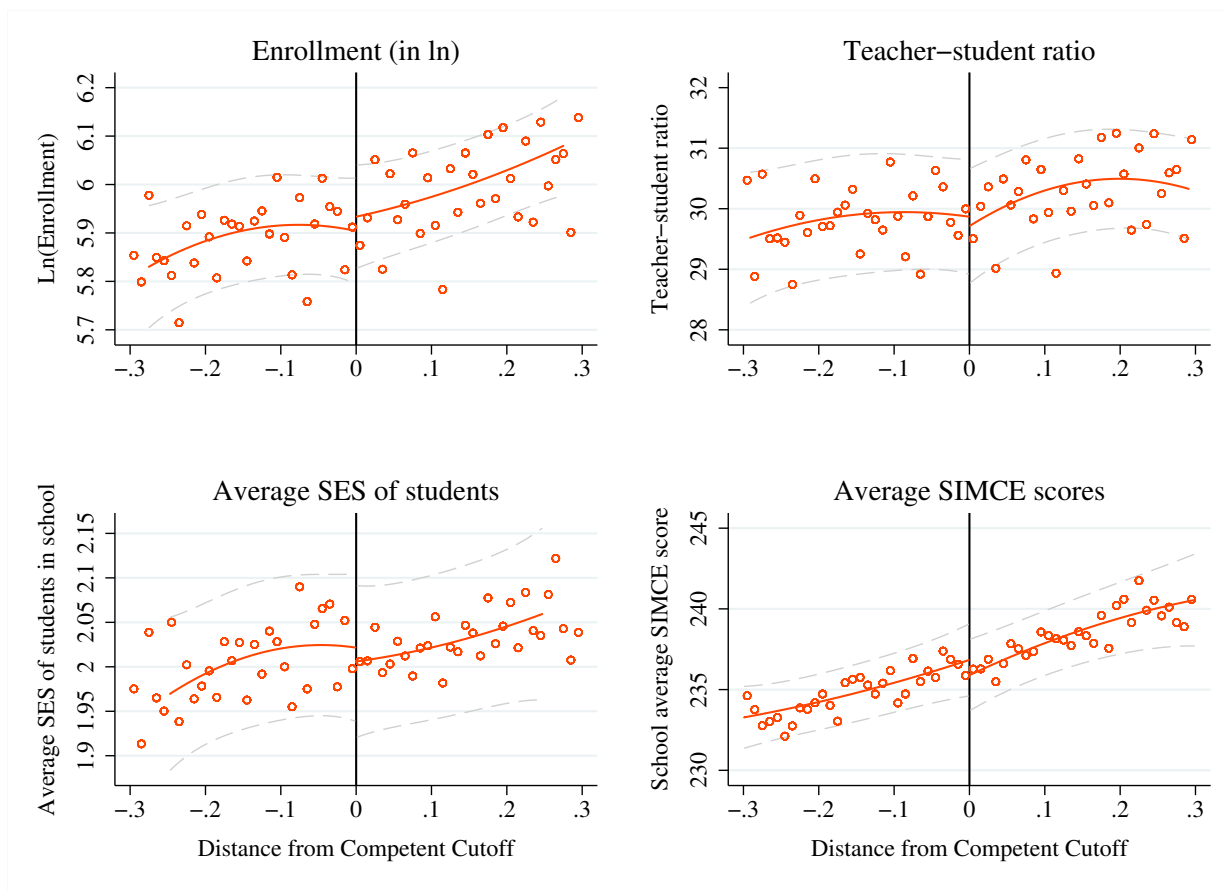 Enrollment (in ln)
Ln(Enrollment)
6.2
6.1
6
5.9
5.8
5.7
−.3 −.2 −.1 0 .1 .2 .3
Teacher−student ratio
Teacher−student ratio
32
31
30
29
28
−.3 −.2 −.1 0 .1 .2 .3
Average SES of students
Average SES of students in school
2.15
2.1
2.05
2
1.95
1.9
−.3 −.2 −.1 0 .1 .2 .3
Distance from Competent Cutoff
Average SIMCE scores
School average SIMCE score
245
240
235
230
−.3 −.2 −.1 0 .1 .2 .3
Distance from Competent Cutoff